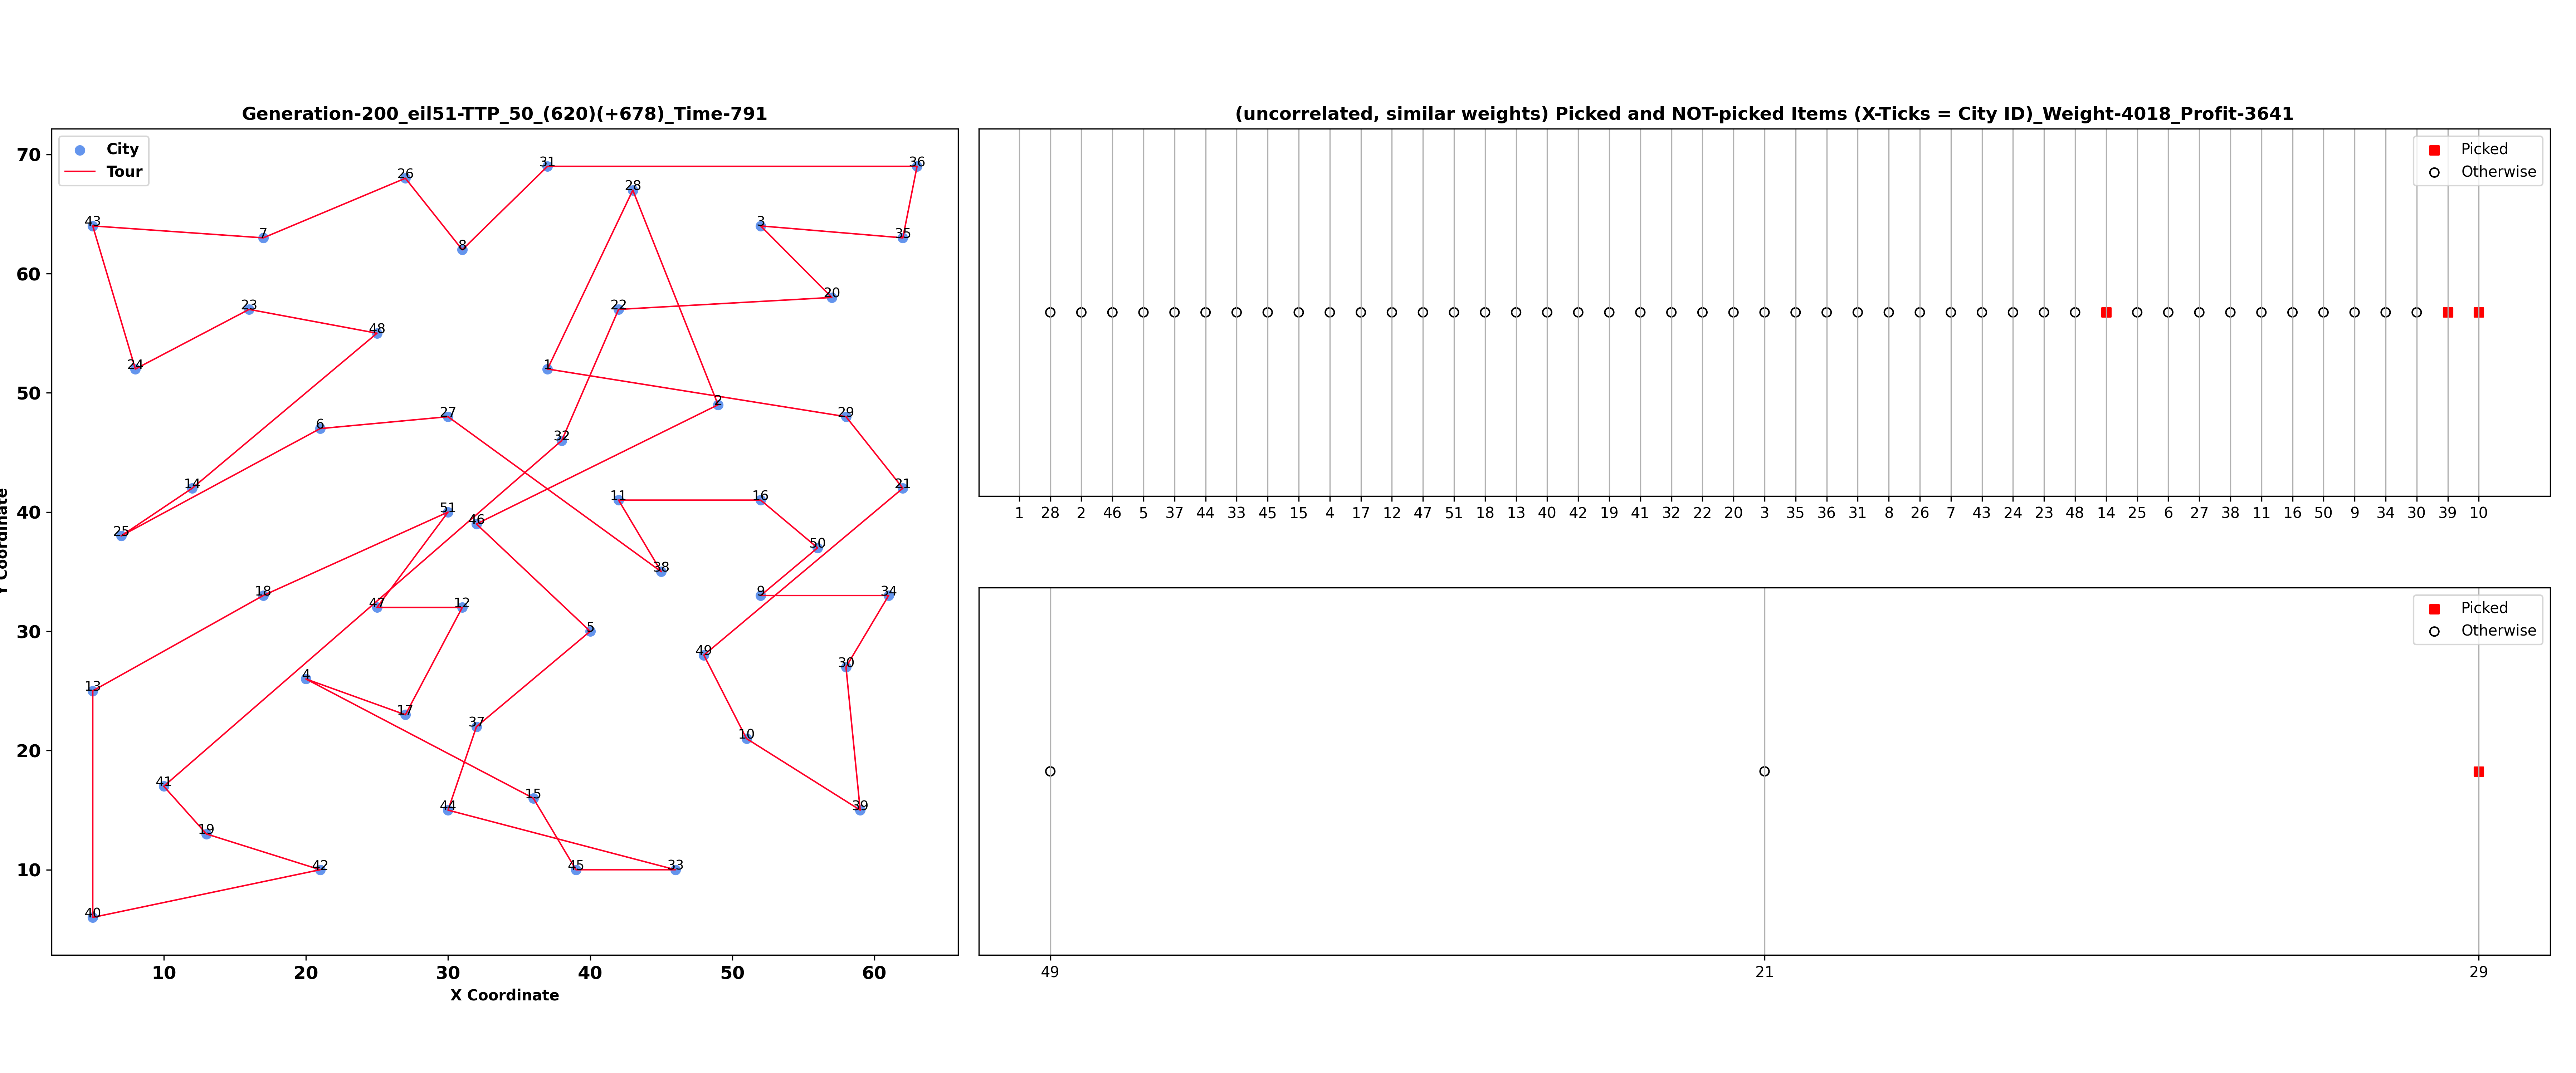 Generation-200_eil51-TTP_50_(620)(+678)_Time-791
City
Tour
70
60
50
40
30
20
10
Y Coordinate
10 20 30 40 50 60
X Coordinate
31 36
26
28
43 3
7 35
8
20
23 22
48
24 1
2
27 29
6
32
14 21
11 16
51
46
25 50
38
18 9 34
47 12
5
49
30
4
13
17
37
10
41
15
44 39
19
42 45 33
40
(uncorrelated, similar weights) Picked and NOT-picked Items (X-Ticks = City ID)_Weight-4018_Profit-3641
Picked
Otherwise
1 28 2 46 5 37 44 33 45 15 4 17 12 47 51 18 13 40 42 19 41 32 22 20 3 35 36 31 8 26 7 43 24 23 48 14 25 6 27 38 11 16 50 9 34 30 39 10
Picked
Otherwise
49 21 29